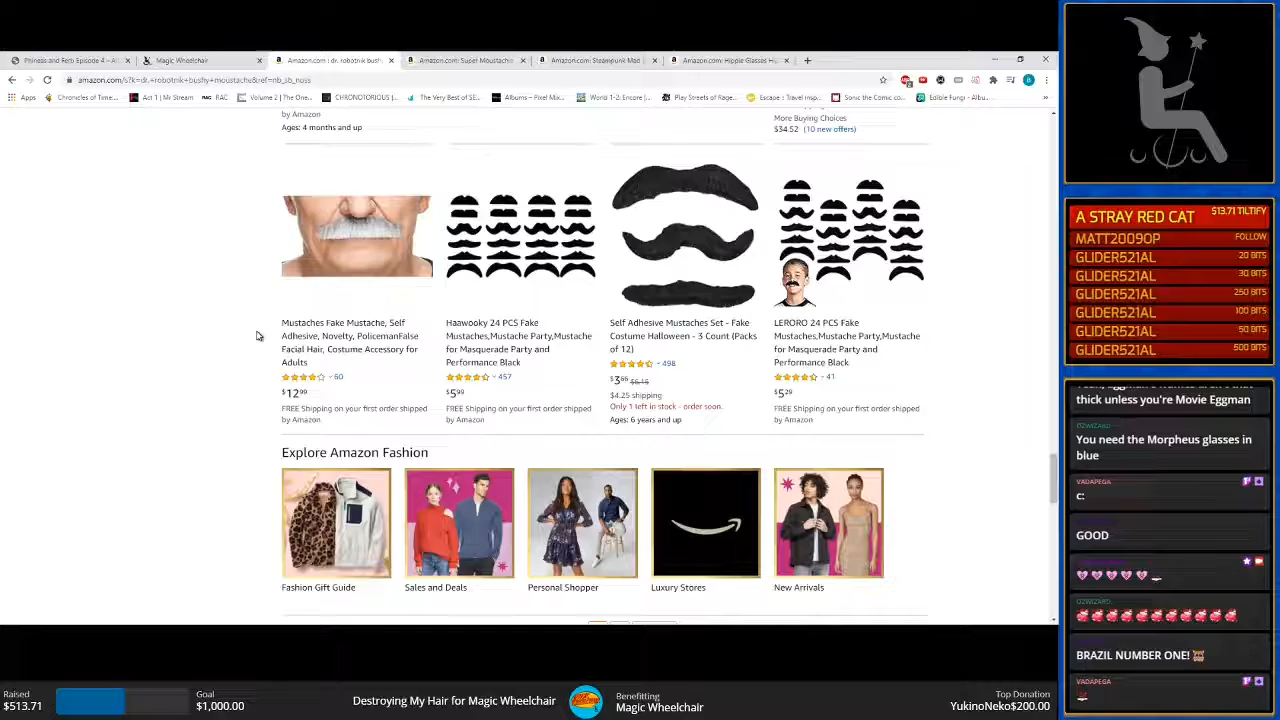 Phineas and Ferb Episode 4 – Al
Magic Wheelchair
Amazon.com : dr. robotnik bushy
Amazon.com: Super Moustache
Amazon.com: Steampunk Mad
Amazon.com: Hippie Glasses Hi
amazon.com/s?k=dr.+robotnik+bushy+moustache&ref=nb_sb_noss
Apps
Chronicles of Time...
Act 1 | Mr Stream
RAC
Volume 2 | The One...
CHRONOTORIOUS |...
The Very Best of SE...
Albums – Pixel Mix...
World 1-2: Encore |...
Play Streets of Rage...
Escape :: Travel insp...
Sonic the Comic co...
Edible Fungi - Albu...
by Amazon
Ages: 4 months and up
More Buying Choices
$34.52 (10 new offers)
Mustaches Fake Mustache, Self
Adhesive, Novelty, PolicemanFalse
Facial Hair, Costume Accessory for
Adults
60
$12.99
FREE Shipping on your first order shipped
by Amazon
Haawooky 24 PCS Fake
Mustaches,Mustache Party,Mustache
for Masquerade Party and
Performance Black
457
$5.99
FREE Shipping on your first order shipped
by Amazon
Self Adhesive Mustaches Set - Fake
Costume Halloween - 3 Count (Packs
of 12)
498
$3.66 $6.15
$4.25 shipping
Only 1 left in stock - order soon.
Ages: 6 years and up
LERORO 24 PCS Fake
Mustaches,Mustache Party,Mustache
for Masquerade Party and
Performance Black
41
$5.29
FREE Shipping on your first order shipped
by Amazon
Explore Amazon Fashion
Fashion Gift Guide
Sales and Deals
Personal Shopper
Luxury Stores
New Arrivals
A STRAY RED CAT $13.71 TILTIFY
MATT2009OP FOLLOW
GLIDER521AL 20 BITS
GLIDER521AL 30 BITS
GLIDER521AL 250 BITS
GLIDER521AL 100 BITS
GLIDER521AL 50 BITS
GLIDER521AL 500 BITS
thick unless you're Movie Eggman
OZWIZARD
You need the Morpheus glasses in
blue
VADAPEGA
c:
GOOD
OZWIZARD
BRAZIL NUMBER ONE!
VADAPEGA
Raised
$513.71
Goal
$1,000.00
Destroying My Hair for Magic Wheelchair
Benefitting
Magic Wheelchair
Top Donation
YukinoNeko$200.00